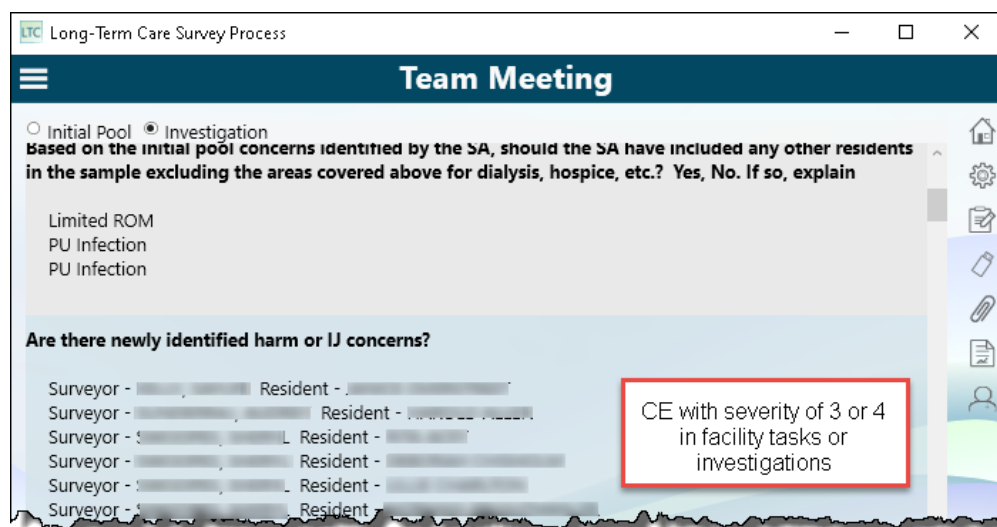 LTC Long-Term Care Survey Process
Team Meeting
Initial Pool Investigation
Based on the initial pool concerns identified by the SA, should the SA have included any other residents
in the sample excluding the areas covered above for dialysis, hospice, etc.? Yes, No. If so, explain
Limited ROM
PU Infection
PU Infection
Are there newly identified harm or IJ concerns?
Surveyor - Resident -
Surveyor - Resident -
Surveyor - Resident -
Surveyor - Resident -
Surveyor - Resident -
Surveyor - Resident -
CE with severity of 3 or 4
in facility tasks or
investigations